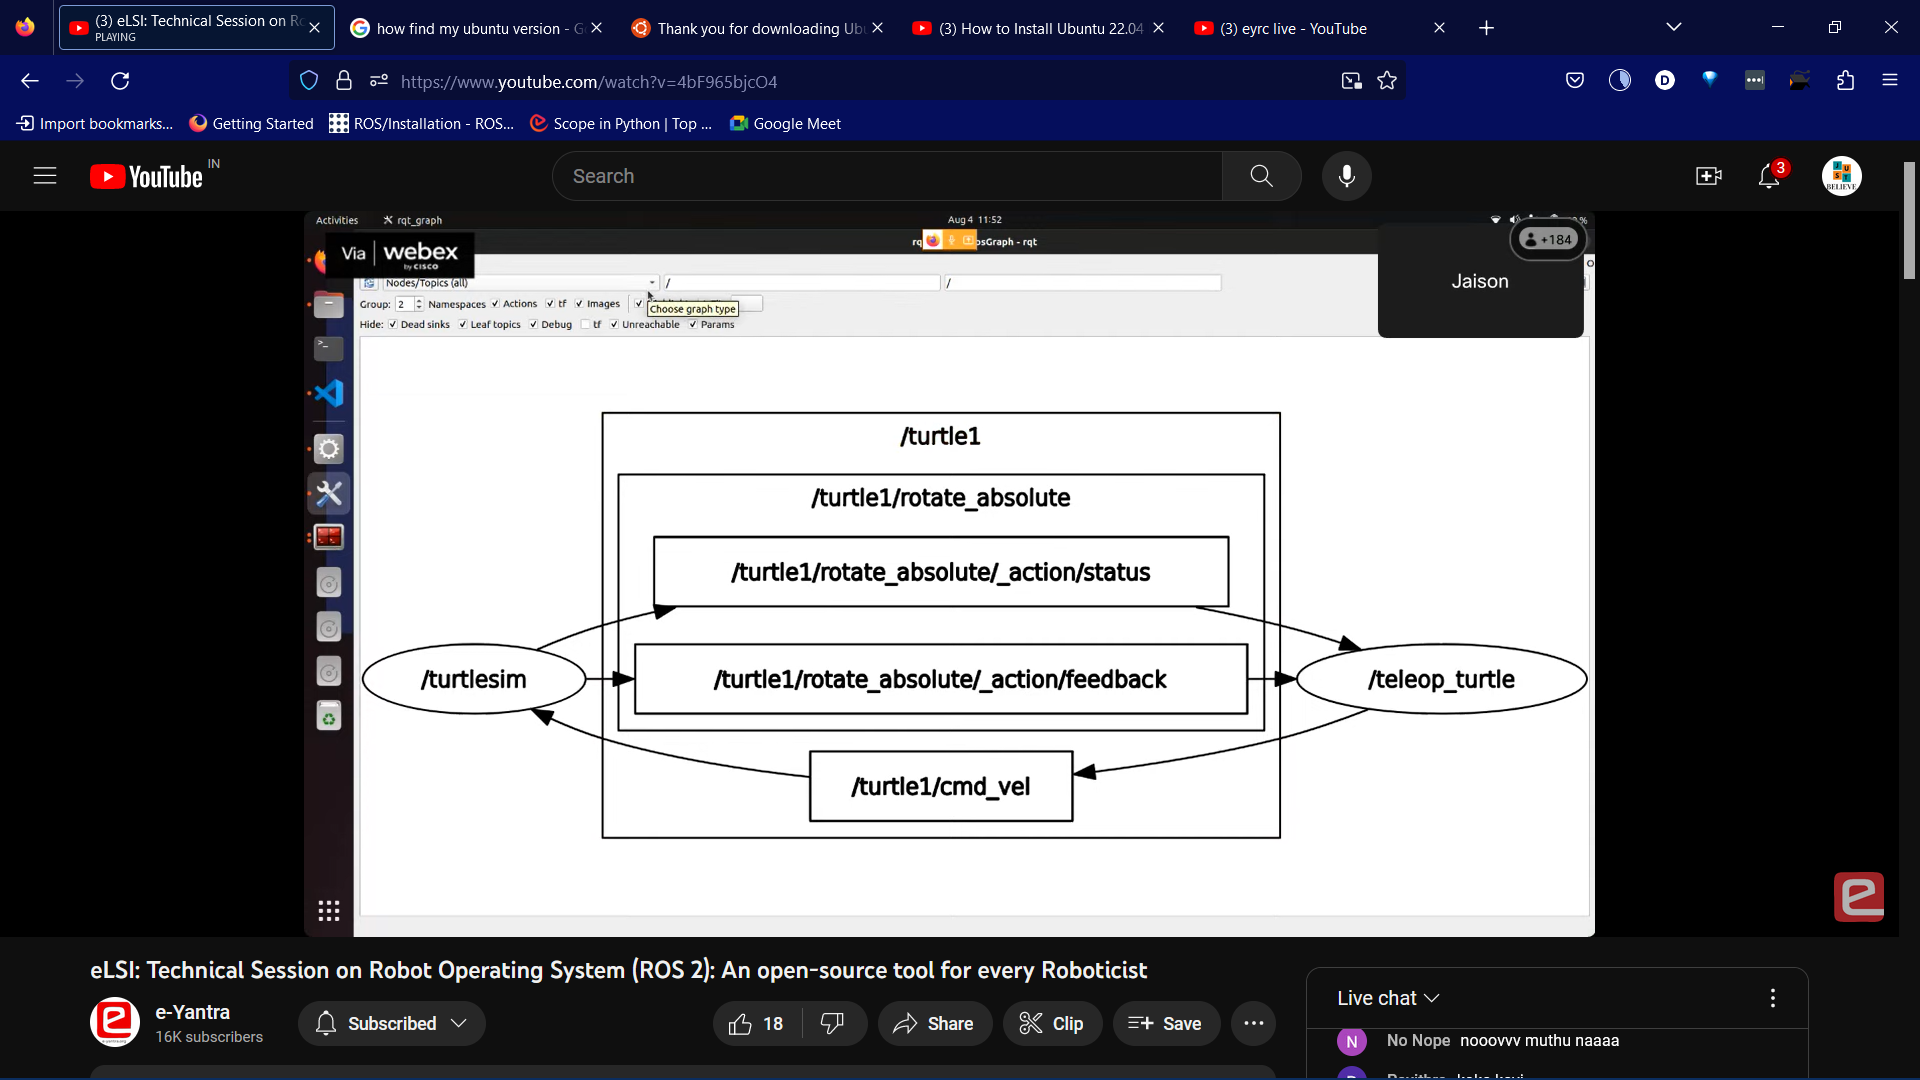 (3) eLSI: Technical Session on Ro
PLAYING
how find my ubuntu version - G
Thank you for downloading Ub
(3) How to Install Ubuntu 22.04
(3) eyrc live - YouTube
https://www.youtube.com/watch?v=4bF965bjcO4
Import bookmarks...
Getting Started
ROS/Installation - ROS...
Scope in Python | Top ...
Google Meet
YouTube IN
Search
3
JUST
BELIEVE
Activities
rqt_graph
Aug 4 11:52
osGraph - rqt
+184
Via webex
by CISCO
Jaison
Nodes/Topics (all)
/
/
Group: 2 Namespaces Actions tf Images
Choose graph type
Hide: Dead sinks Leaf topics Debug tf Unreachable Params
/turtle1
/turtle1/rotate_absolute
/turtle1/rotate_absolute/_action/status
/turtlesim
/turtle1/rotate_absolute/_action/feedback
/teleop_turtle
/turtle1/cmd_vel
eLSI: Technical Session on Robot Operating System (ROS 2): An open-source tool for every Roboticist
e-Yantra
16K subscribers
Subscribed
18
Share
Clip
Save
Live chat
N
No Nope nooovvv muthu naaaa